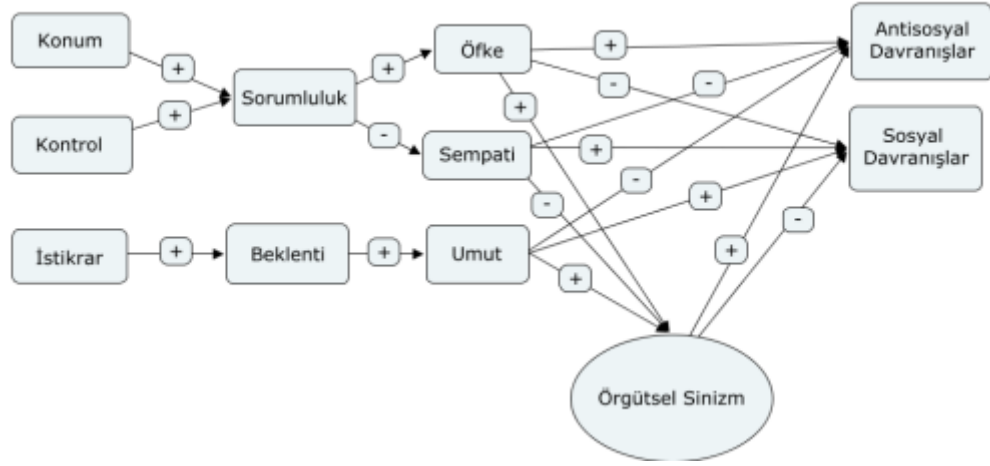 Konum
+
Kontrol
+
Sorumluluk
+
-
Öfke
Sempati
İstikrar
+
Beklenti
+
Umut
+
-
-
+
+
-
-
+
+
+
-
Antisosyal
Davranışlar
Sosyal
Davranışlar
Örgütsel Sinizm